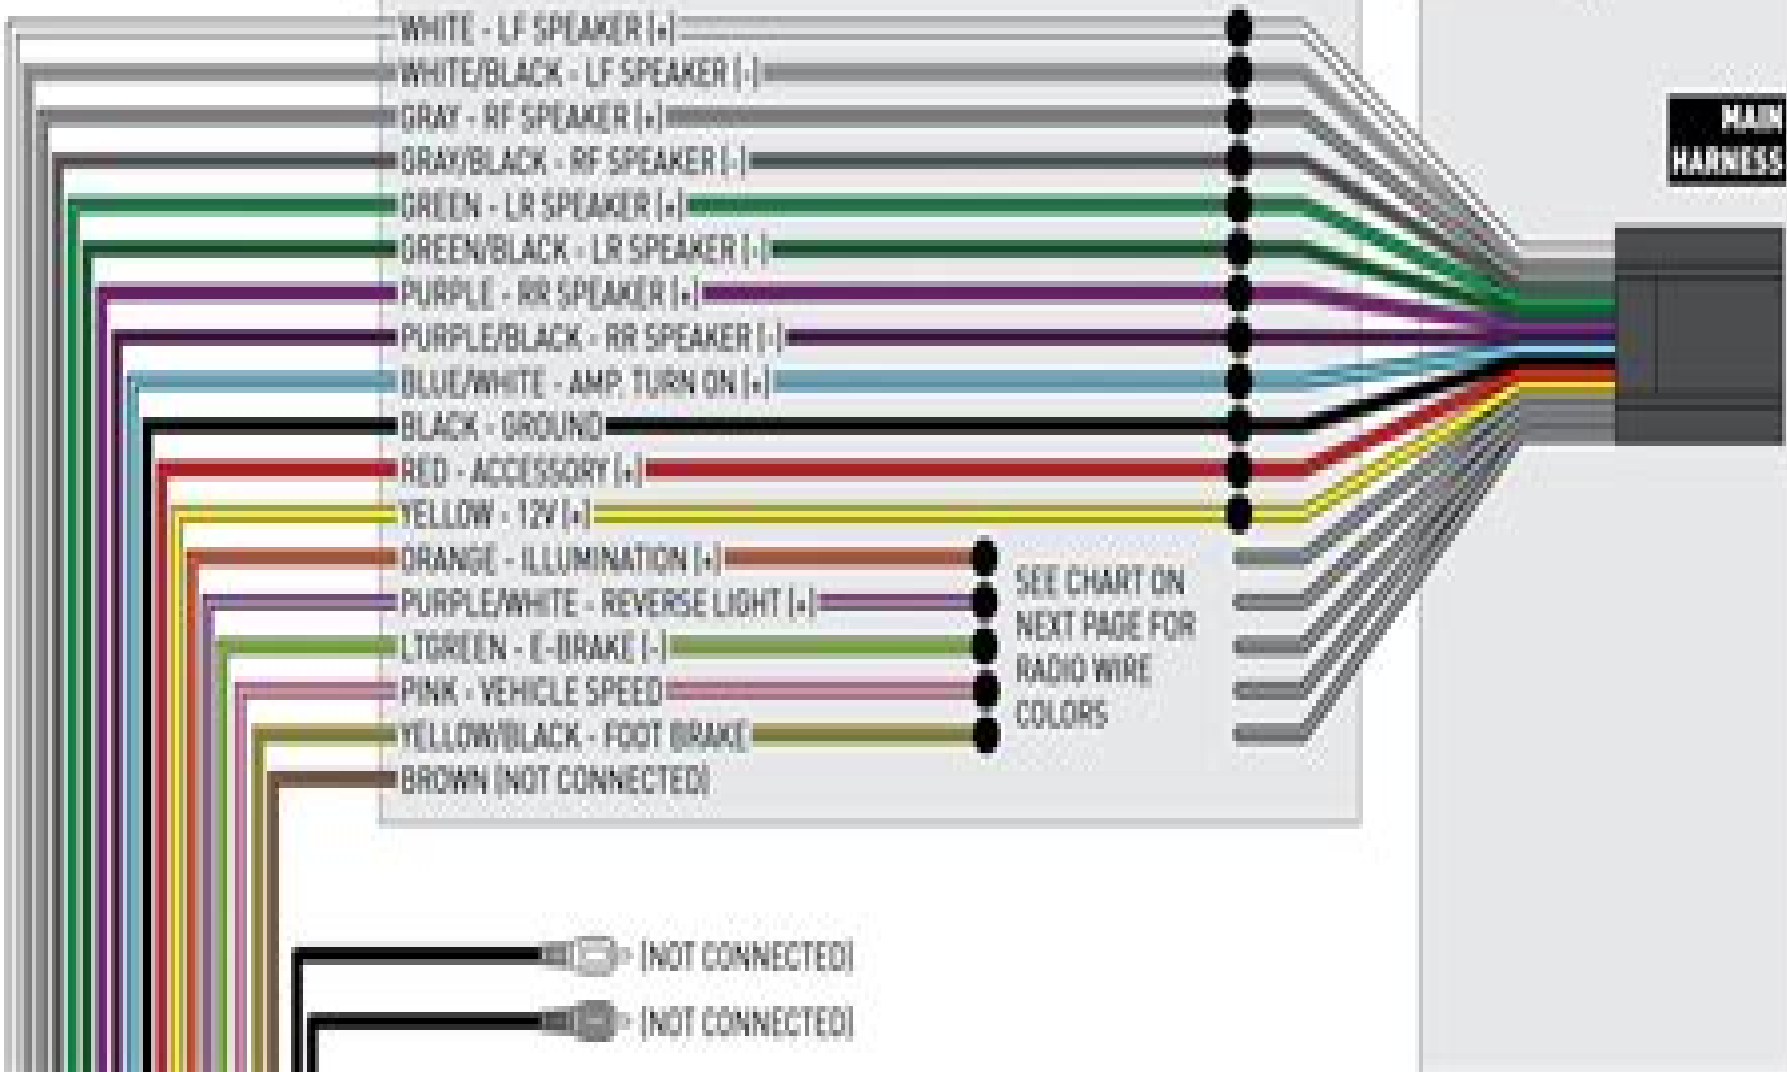 WHITE - LF SPEAKER (+)
WHITE/BLACK - LF SPEAKER (-)
GRAY - RF SPEAKER (+)
GRAY/BLACK - RF SPEAKER (-)
GREEN - LR SPEAKER (+)
GREEN/BLACK - LR SPEAKER (-)
PURPLE - RR SPEAKER (+)
PURPLE/BLACK - RR SPEAKER (-)
BLUE/WHITE - AMP. TURN ON (+)
BLACK - GROUND
RED - ACCESSORY (+)
YELLOW - 12V (+)
ORANGE - ILLUMINATION (+)
PURPLE/WHITE - REVERSE LIGHT (+)
LTGREEN - E-BRAKE (-)
PINK - VEHICLE SPEED
YELLOW/BLACK - FOOT BRAKE
BROWN (NOT CONNECTED)
SEE CHART ON
NEXT PAGE FOR
RADIO WIRE
COLORS
MAIN
HARNESS
(NOT CONNECTED)
(NOT CONNECTED)